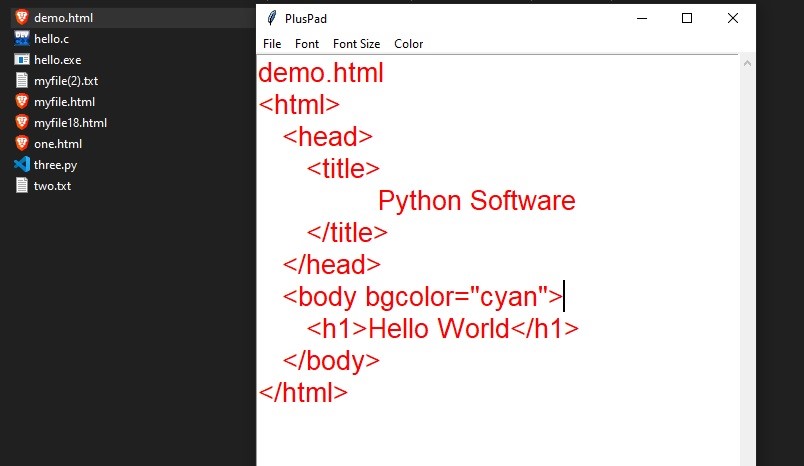 demo.html
hello.c
hello.exe
myfile(2).txt
myfile.html
myfile18.html
one.html
three.py
two.txt
PlusPad
File Font Font Size Color
demo.html
<html>
<head>
<title>
Python Software
</title>
</head>
<body bgcolor="cyan">
<h1>Hello World</h1>
</body>
</html>